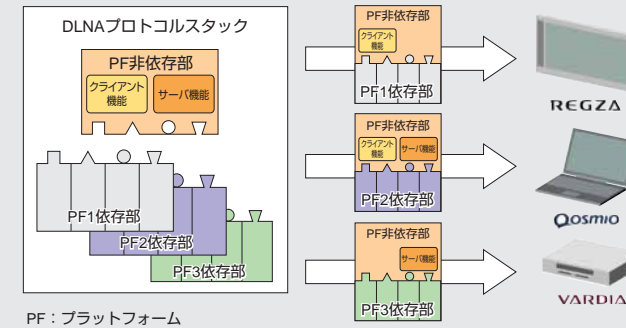 DLNAプロトコルスタック
PF非依存部
クライアント
機能
サーバ機能
PF1依存部
PF2依存部
PF3依存部
PF非依存部
クライアント
機能
PF1依存部
REGZA
PF非依存部
クライアント
機能
サーバ機能
PF2依存部
Qosmio
PF非依存部
サーバ機能
PF3依存部
VARDIA
PF：プラットフォーム